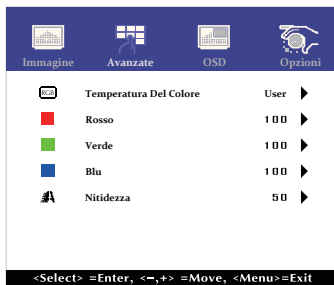 Immagine Avanzate OSD Opzioni
RGB Temperatura Del Colore User
Rosso 100
Verde 100
Blu 100
Nitidezza 50
<Select> =Enter, <−,+> =Move, <Menu>=Exit